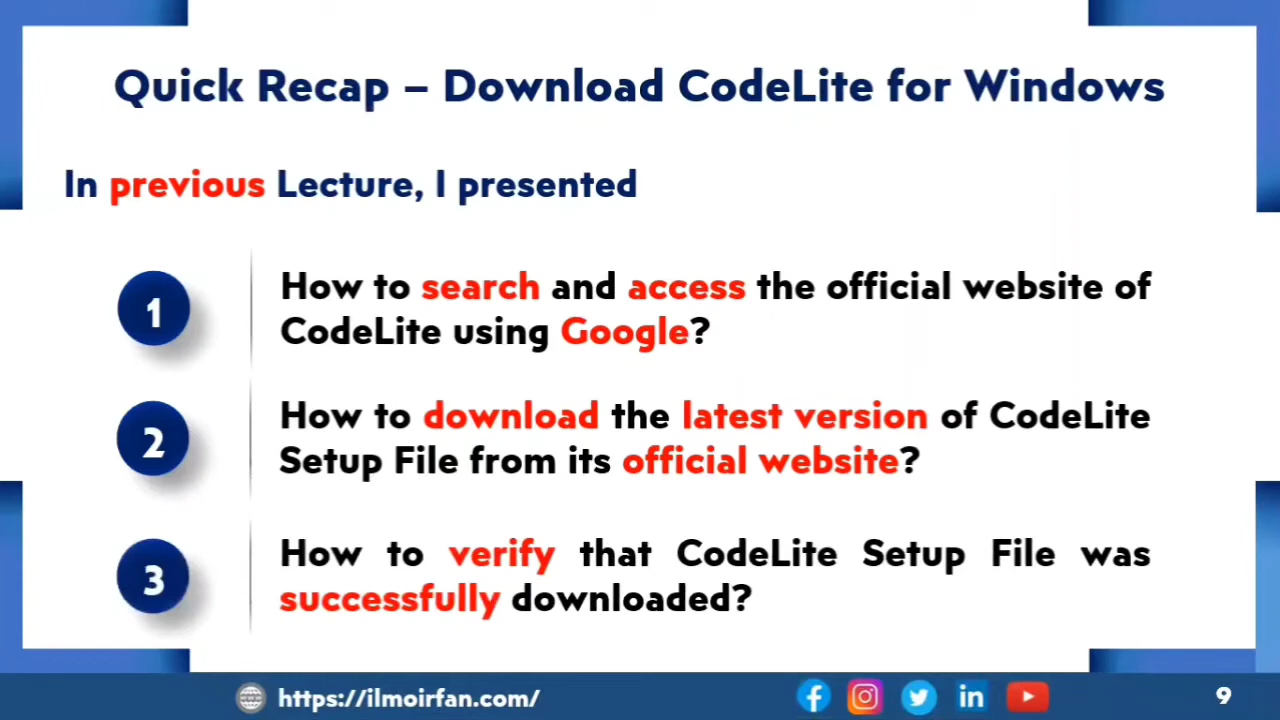 Quick Recap – Download CodeLite for Windows
In previous Lecture, I presented
1
How to search and access the official website of
CodeLite using Google?
2
How to download the latest version of CodeLite
Setup File from its official website?
3
How to verify that CodeLite Setup File was
successfully downloaded?
https://ilmoirfan.com/
in
9